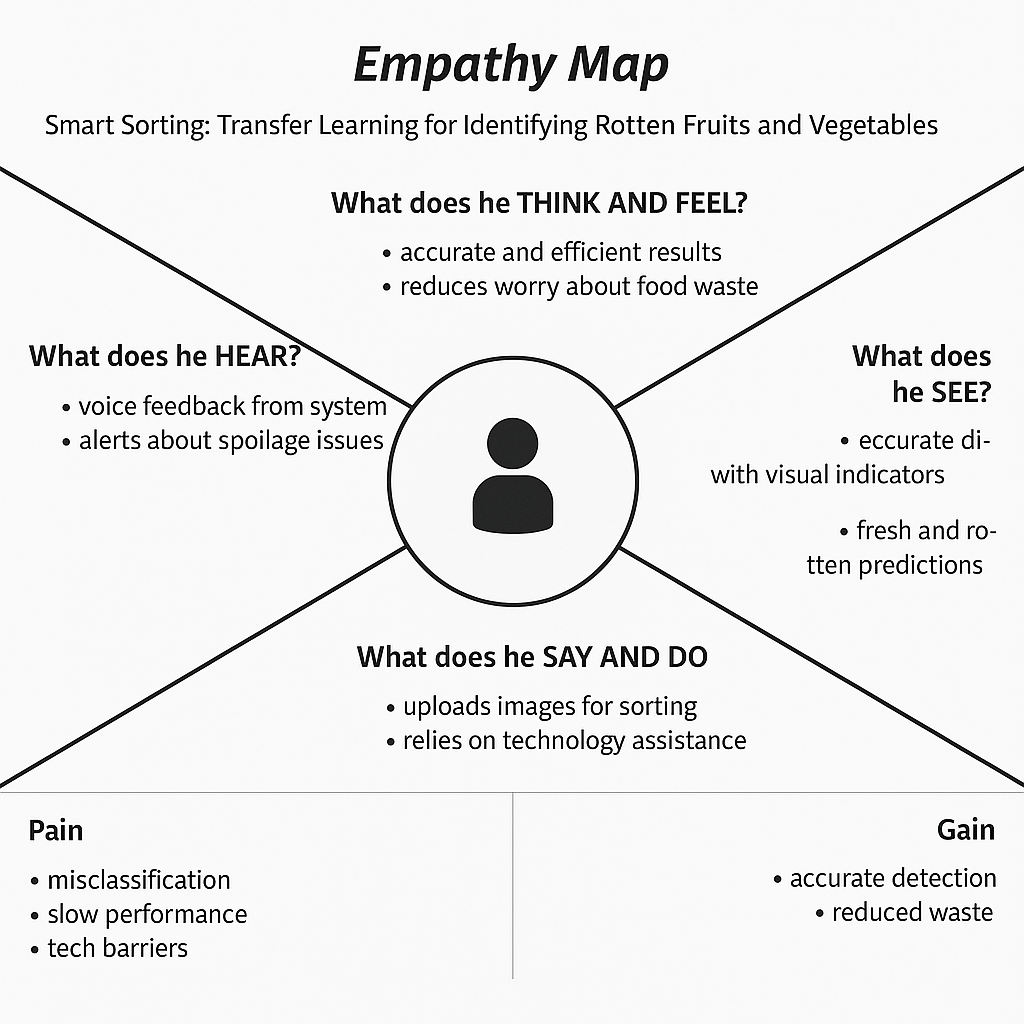 Empathy Map
Smart Sorting: Transfer Learning for Identifying Rotten Fruits and Vegetables
What does he THINK AND FEEL?
• accurate and efficient results
• reduces worry about food waste
What does he HEAR?
• voice feedback from system
• alerts about spoilage issues
What does
he SEE?
• eccurate di-
with visual indicators
• fresh and ro-
tten predictions
What does he SAY AND DO
• uploads images for sorting
• relies on technology assistance
Pain
• misclassification
• slow performance
• tech barriers
Gain
• accurate detection
• reduced waste